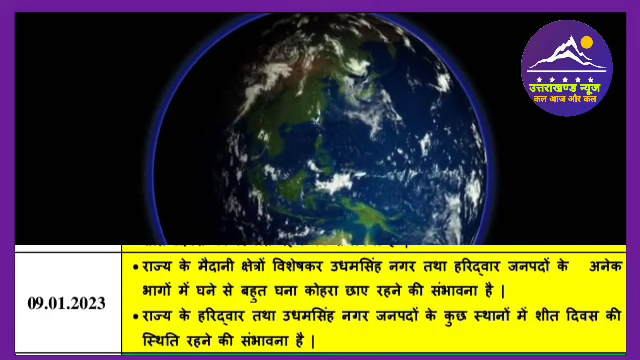 उत्तराखण्ड न्यूज
कल आज और कल
09.01.2023
• राज्य के मैदानी क्षेत्रों विशेषकर उधमसिंह नगर तथा हरिद्वार जनपदों के अनेक
भागों में घने से बहुत घना कोहरा छाए रहने की संभावना है |
• राज्य के हरिद्वार तथा उधमसिंह नगर जनपदों के कुछ स्थानों में शीत दिवस की
स्थिति रहने की संभावना है |